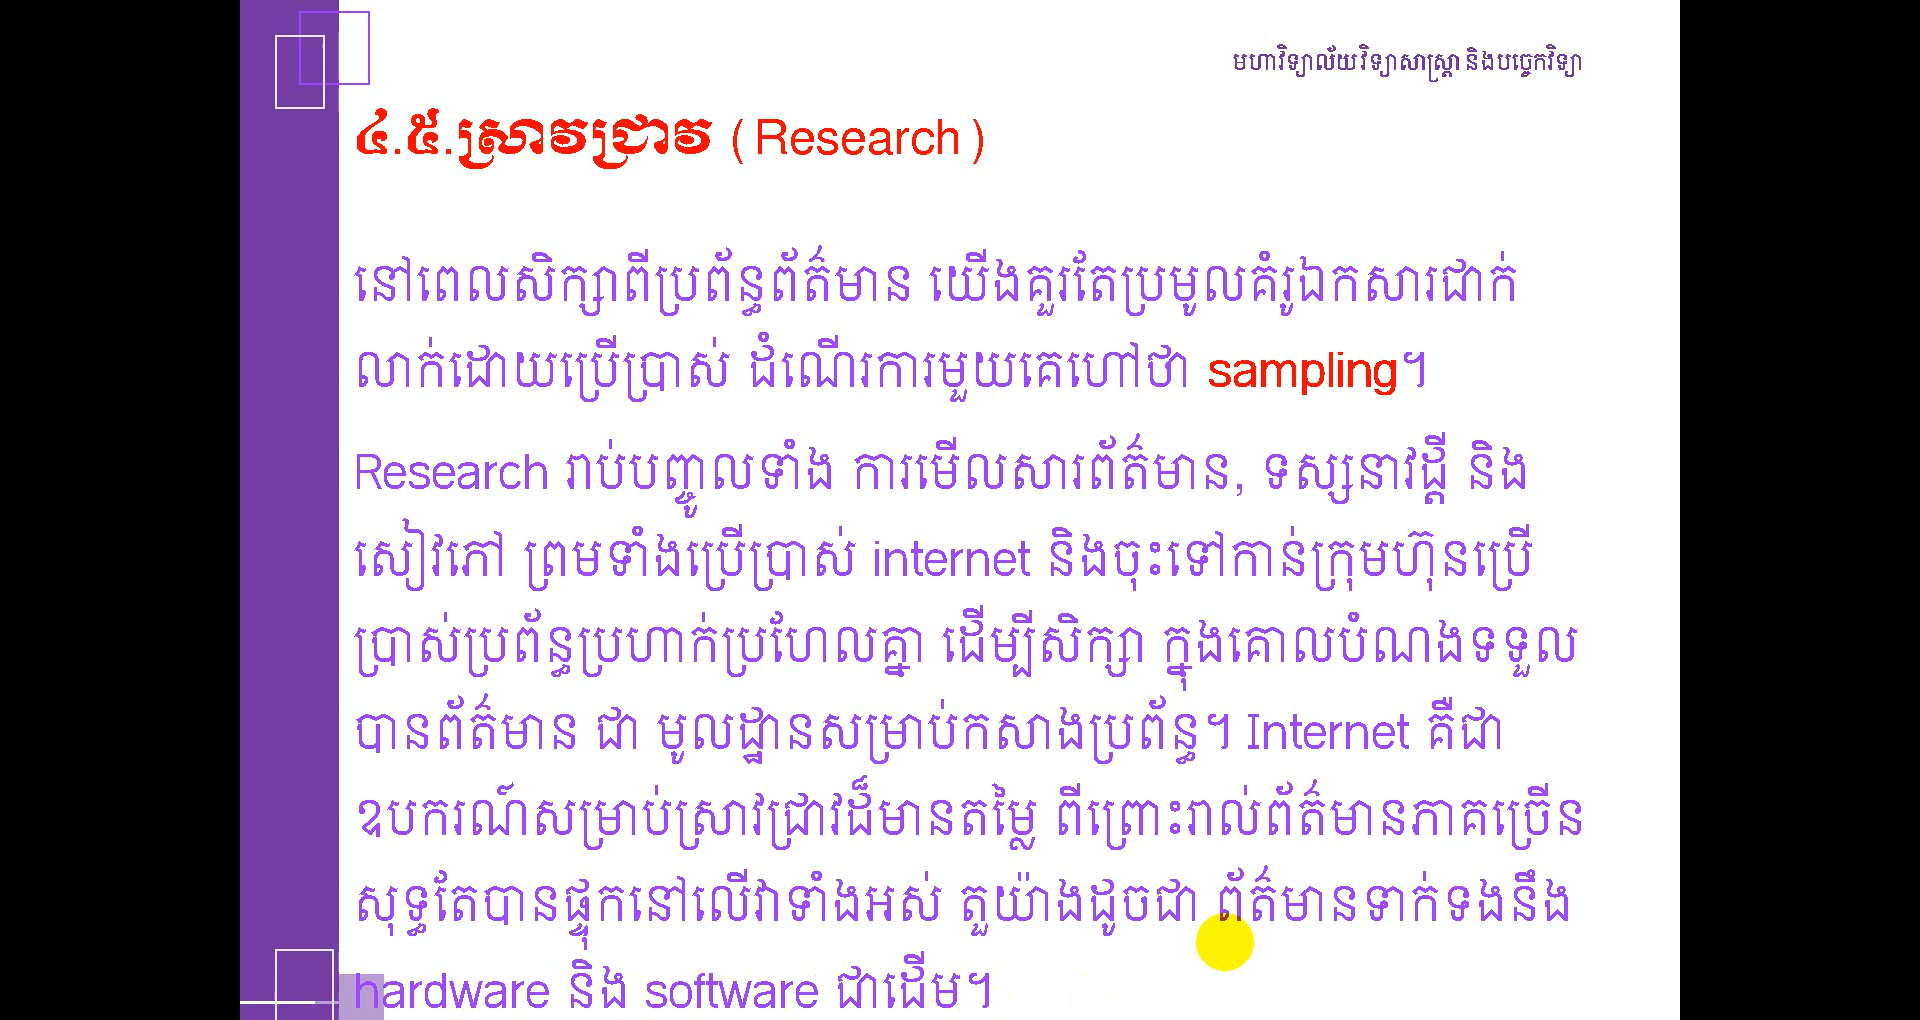 មហាវិទ្យាល័យវិទ្យាសាស្ត្រា និងបច្ចេកវិទ្យា
៤.៥.ស្រាវជ្រាវ (Research)
នៅពេលសិក្សាពីប្រព័ន្ធព័ត៌មាន យើងគួរតែប្រមូលគំរូឯកសារជាក់
លាក់ដោយប្រើប្រាស់ ដំណើរការមួយគេហៅថា sampling។
Research រាប់បញ្ចូលទាំង ការមើលសារព័ត៌មាន, ទស្សនាវដ្តី និង
សៀវភៅ ព្រមទាំងប្រើប្រាស់ internet និងចុះទៅកាន់ក្រុមហ៊ុនប្រើ
ប្រាស់ប្រព័ន្ធប្រហាក់ប្រហែលគ្នា ដើម្បីសិក្សា ក្នុងគោលបំណងទទួល
បានព័ត៌មាន ជា មូលដ្ឋានសម្រាប់កសាងប្រព័ន្ធ។ Internet គឺជា
ឧបករណ៍សម្រាប់ស្រាវជ្រាវដ៏មានតម្លៃ ពីព្រោះរាល់ព័ត៌មានភាគច្រើន
សុទ្ធតែបានផ្ទុកនៅលើវាទាំងអស់ តួយ៉ាងដូចជា ព័ត៌មានទាក់ទងនឹង
hardware និង software ជាដើម។